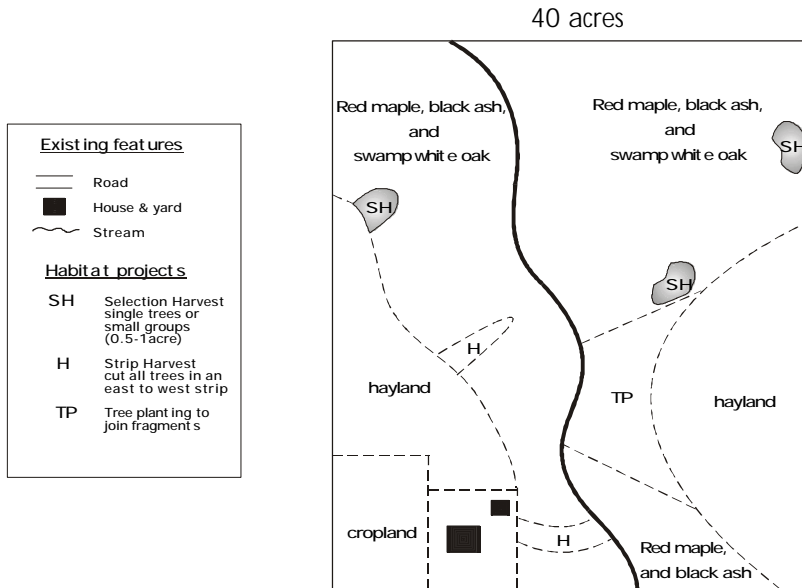 40 acres
Existing features
Road
House & yard
Stream
Habitat projects
SH Selection Harvest
single trees or
small groups
(0.5-1acre)
H Strip Harvest
cut all trees in an
east to west strip
TP Tree planting to
join fragments
Red maple, black ash,
and
swamp white oak
Red maple, black ash,
and
swamp white oak
SH
SH
SH
H
hayland
TP
hayland
cropland
H
Red maple,
and black ash